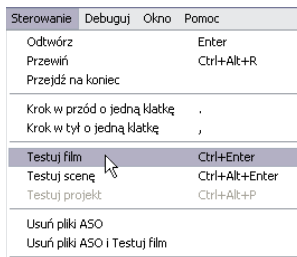 Sterowanie Debuguj Okno Pomoc
Odtwórz Enter
Przewiń Ctrl+Alt+R
Przejdź na koniec
Krok w przód o jedną klatkę .
Krok w tył o jedną klatkę ,
Testuj film Ctrl+Enter
Testuj scenę Ctrl+Alt+Enter
Testuj projekt Ctrl+Alt+P
Usuń pliki ASO
Usuń pliki ASO i Testuj film